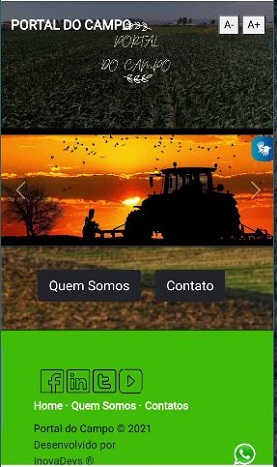 PORTAL DO CAMPO
A- A+
PORTAL
DO CAMPO
Quem Somos Contato
Home · Quem Somos · Contatos
Portal do Campo © 2021
Desenvolvido por
InovaDevs ®